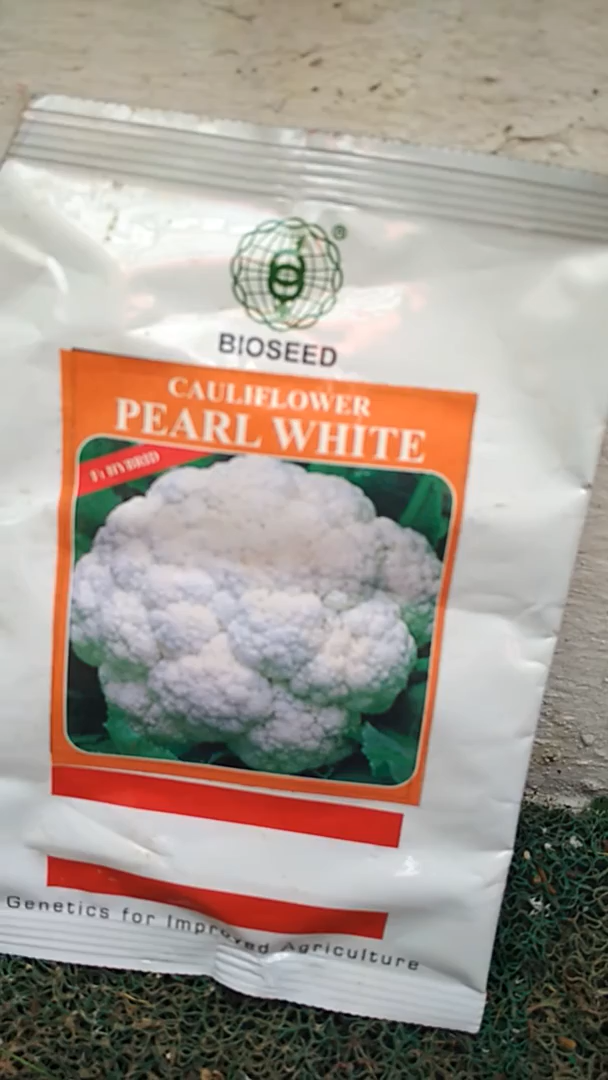 ®
BIOSEED
CAULIFLOWER
PEARL WHITE
F1 HYBRID
Genetics for Improved Agriculture